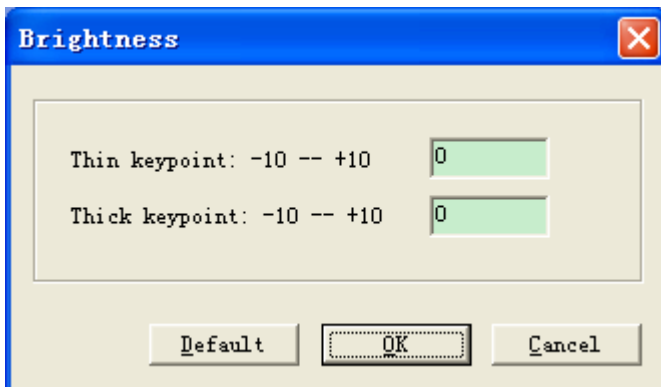 Brightness
Thin keypoint: -10 -- +10 0
Thick keypoint: -10 -- +10 0
Default OK Cancel